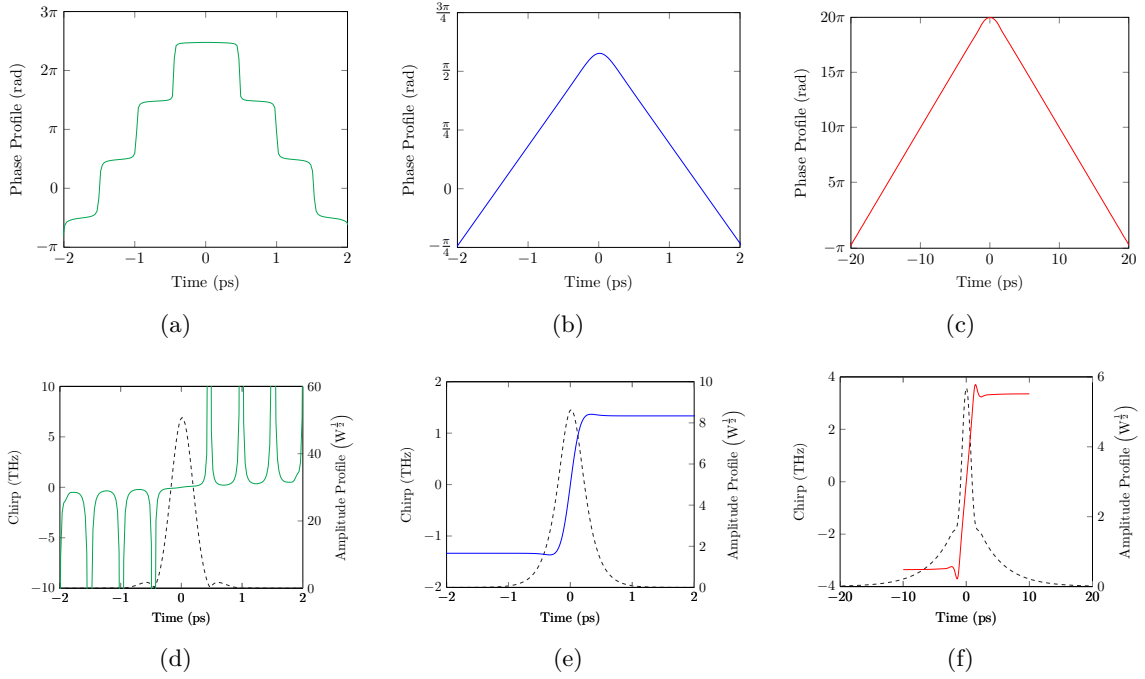 3π
2π
π
0
−π
−2
−1
0
1
2
Phase Profile (rad)
Time (ps)
(a)
3π/4
π/2
π/4
0
−π/4
−2
−1
0
1
2
Phase Profile (rad)
Time (ps)
(b)
20π
15π
10π
5π
−π
−20
−10
0
10
20
Phase Profile (rad)
Time (ps)
(c)
10
5
0
−5
−10
−2
−1
0
1
2
60
40
20
0
Chirp (THz)
Amplitude Profile (W^{1/2})
Time (ps)
(d)
2
1
0
−1
−2
−2
−1
0
1
2
10
8
6
4
2
0
Chirp (THz)
Amplitude Profile (W^{1/2})
Time (ps)
(e)
4
2
0
−2
−4
−20
−10
0
10
20
6
4
2
0
Chirp (THz)
Amplitude Profile (W^{1/2})
Time (ps)
(f)